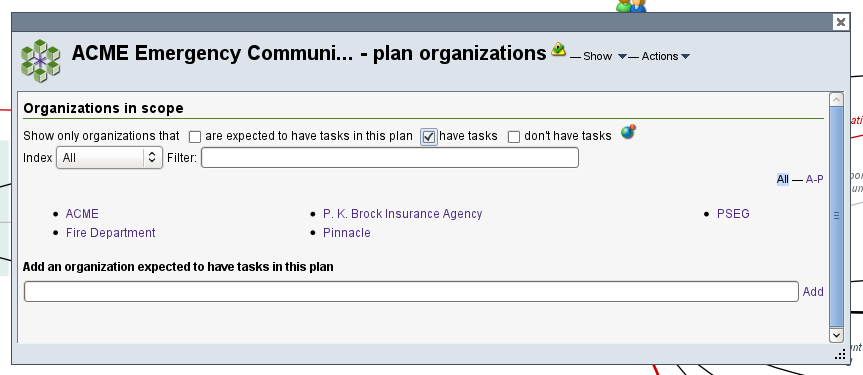 ACME Emergency Communi... - plan organizations — Show — Actions
Organizations in scope
Show only organizations that are expected to have tasks in this plan have tasks don't have tasks
Index All Filter:
All — A-P
ACME P. K. Brock Insurance Agency PSEG
Fire Department Pinnacle
Add an organization expected to have tasks in this plan
Add